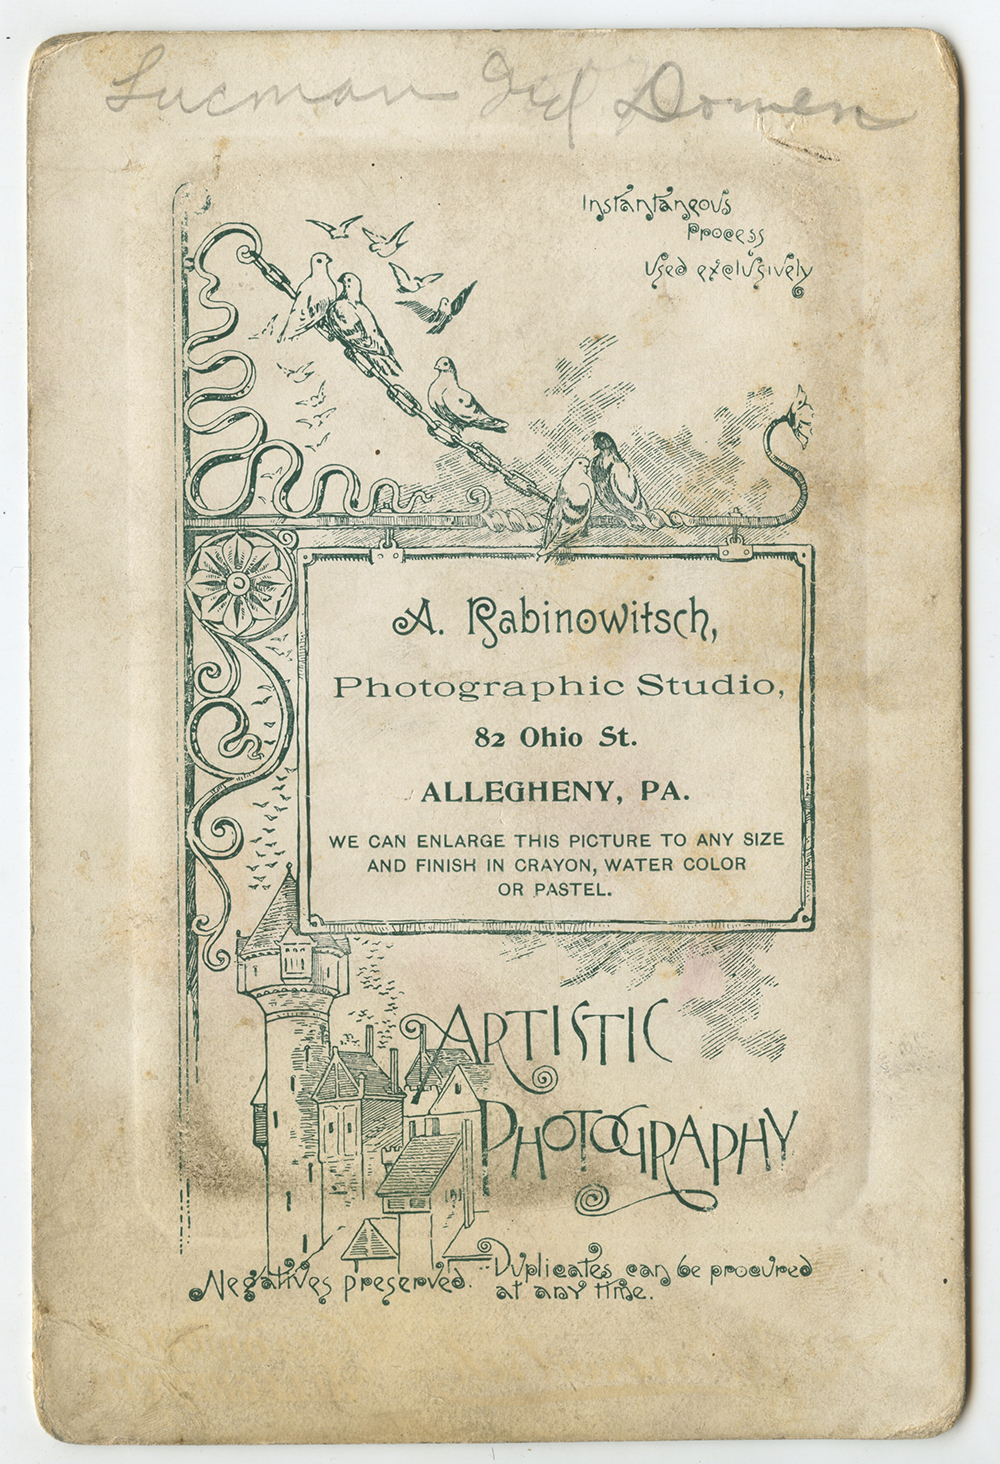 Instantaneous
Process
Used exclusively
A. Rabinowitsch,
Photographic Studio,
82 Ohio St.
ALLEGHENY, PA.
WE CAN ENLARGE THIS PICTURE TO ANY SIZE
AND FINISH IN CRAYON, WATER COLOR
OR PASTEL.
ARTISTIC
PHOTOGRAPHY
Negatives preserved. Duplicates can be procured
at any time.